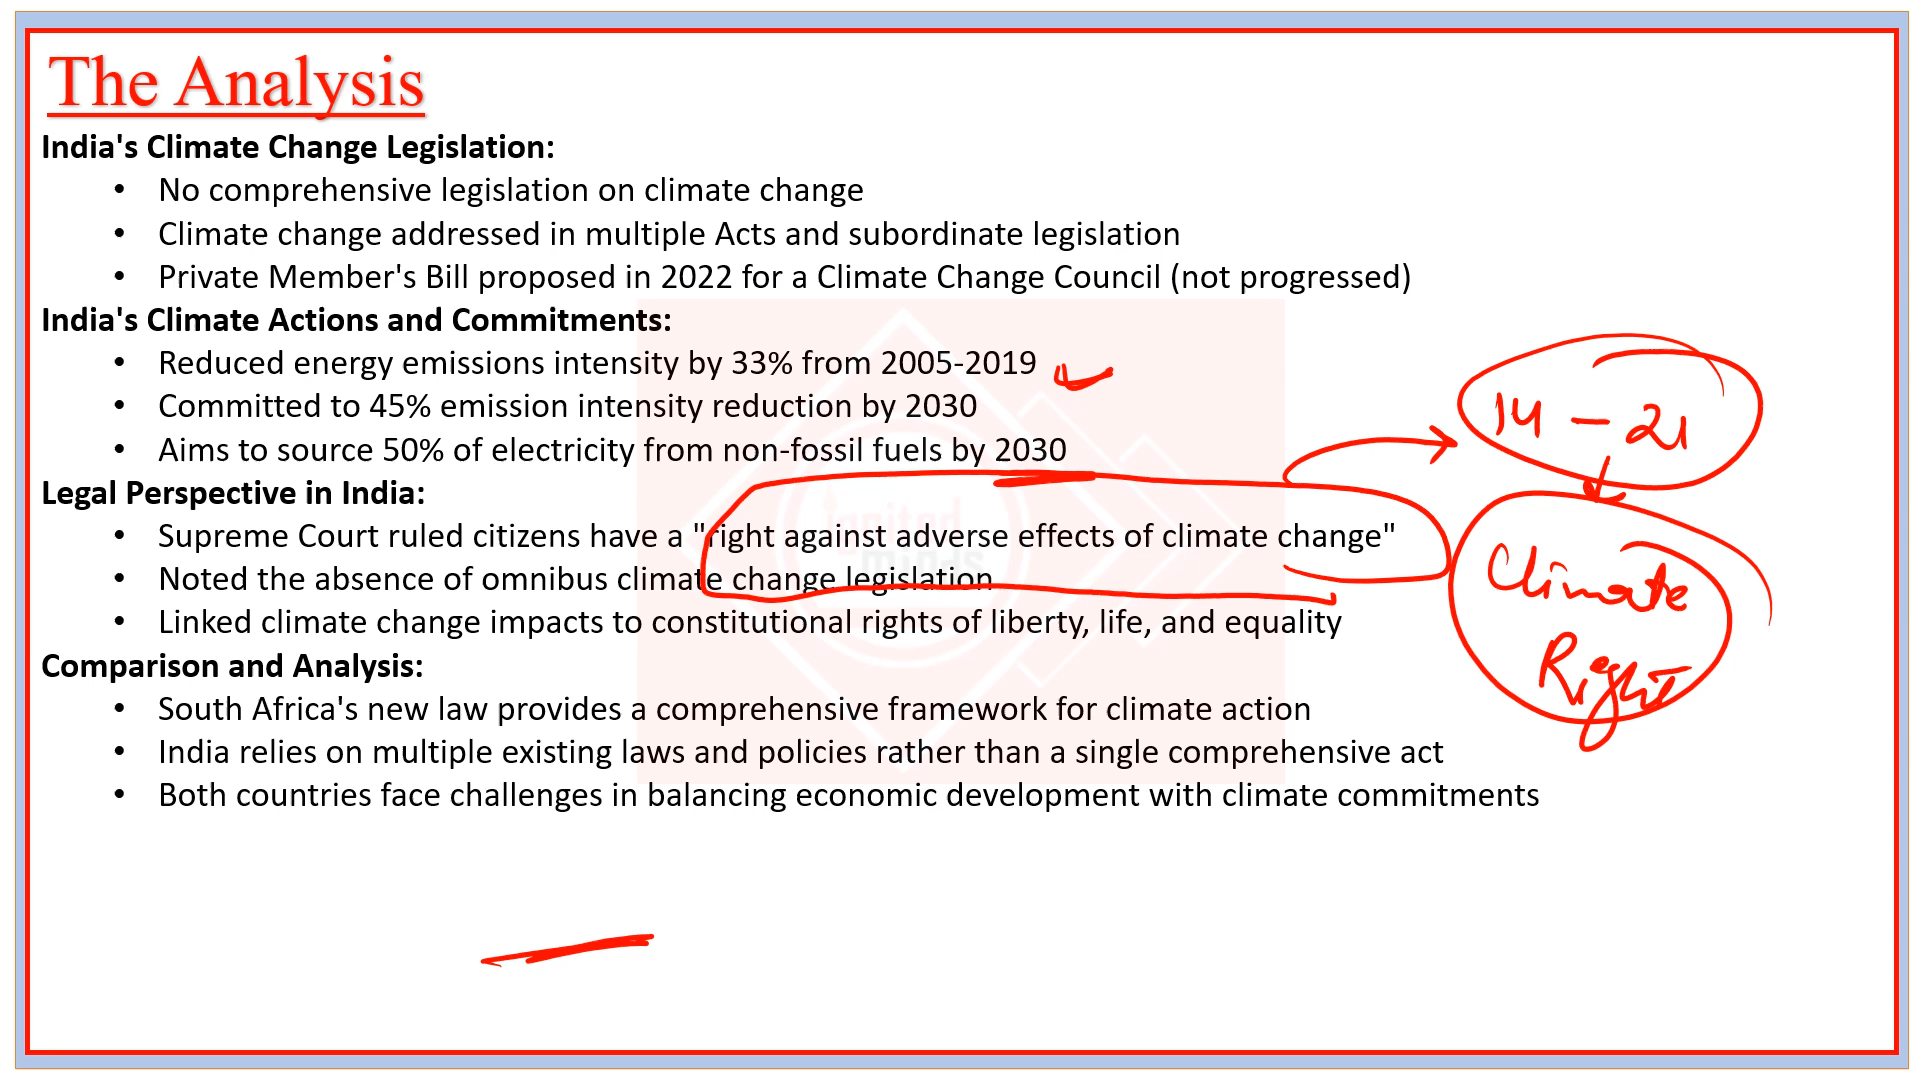 The Analysis
India's Climate Change Legislation:
• No comprehensive legislation on climate change
• Climate change addressed in multiple Acts and subordinate legislation
• Private Member's Bill proposed in 2022 for a Climate Change Council (not progressed)
India's Climate Actions and Commitments:
• Reduced energy emissions intensity by 33% from 2005-2019
• Committed to 45% emission intensity reduction by 2030
• Aims to source 50% of electricity from non-fossil fuels by 2030
14 - 21
Legal Perspective in India:
• Supreme Court ruled citizens have a "right against adverse effects of climate change"
• Noted the absence of omnibus climate change legislation
• Linked climate change impacts to constitutional rights of liberty, life, and equality
Climate
Right
Comparison and Analysis:
• South Africa's new law provides a comprehensive framework for climate action
• India relies on multiple existing laws and policies rather than a single comprehensive act
• Both countries face challenges in balancing economic development with climate commitments